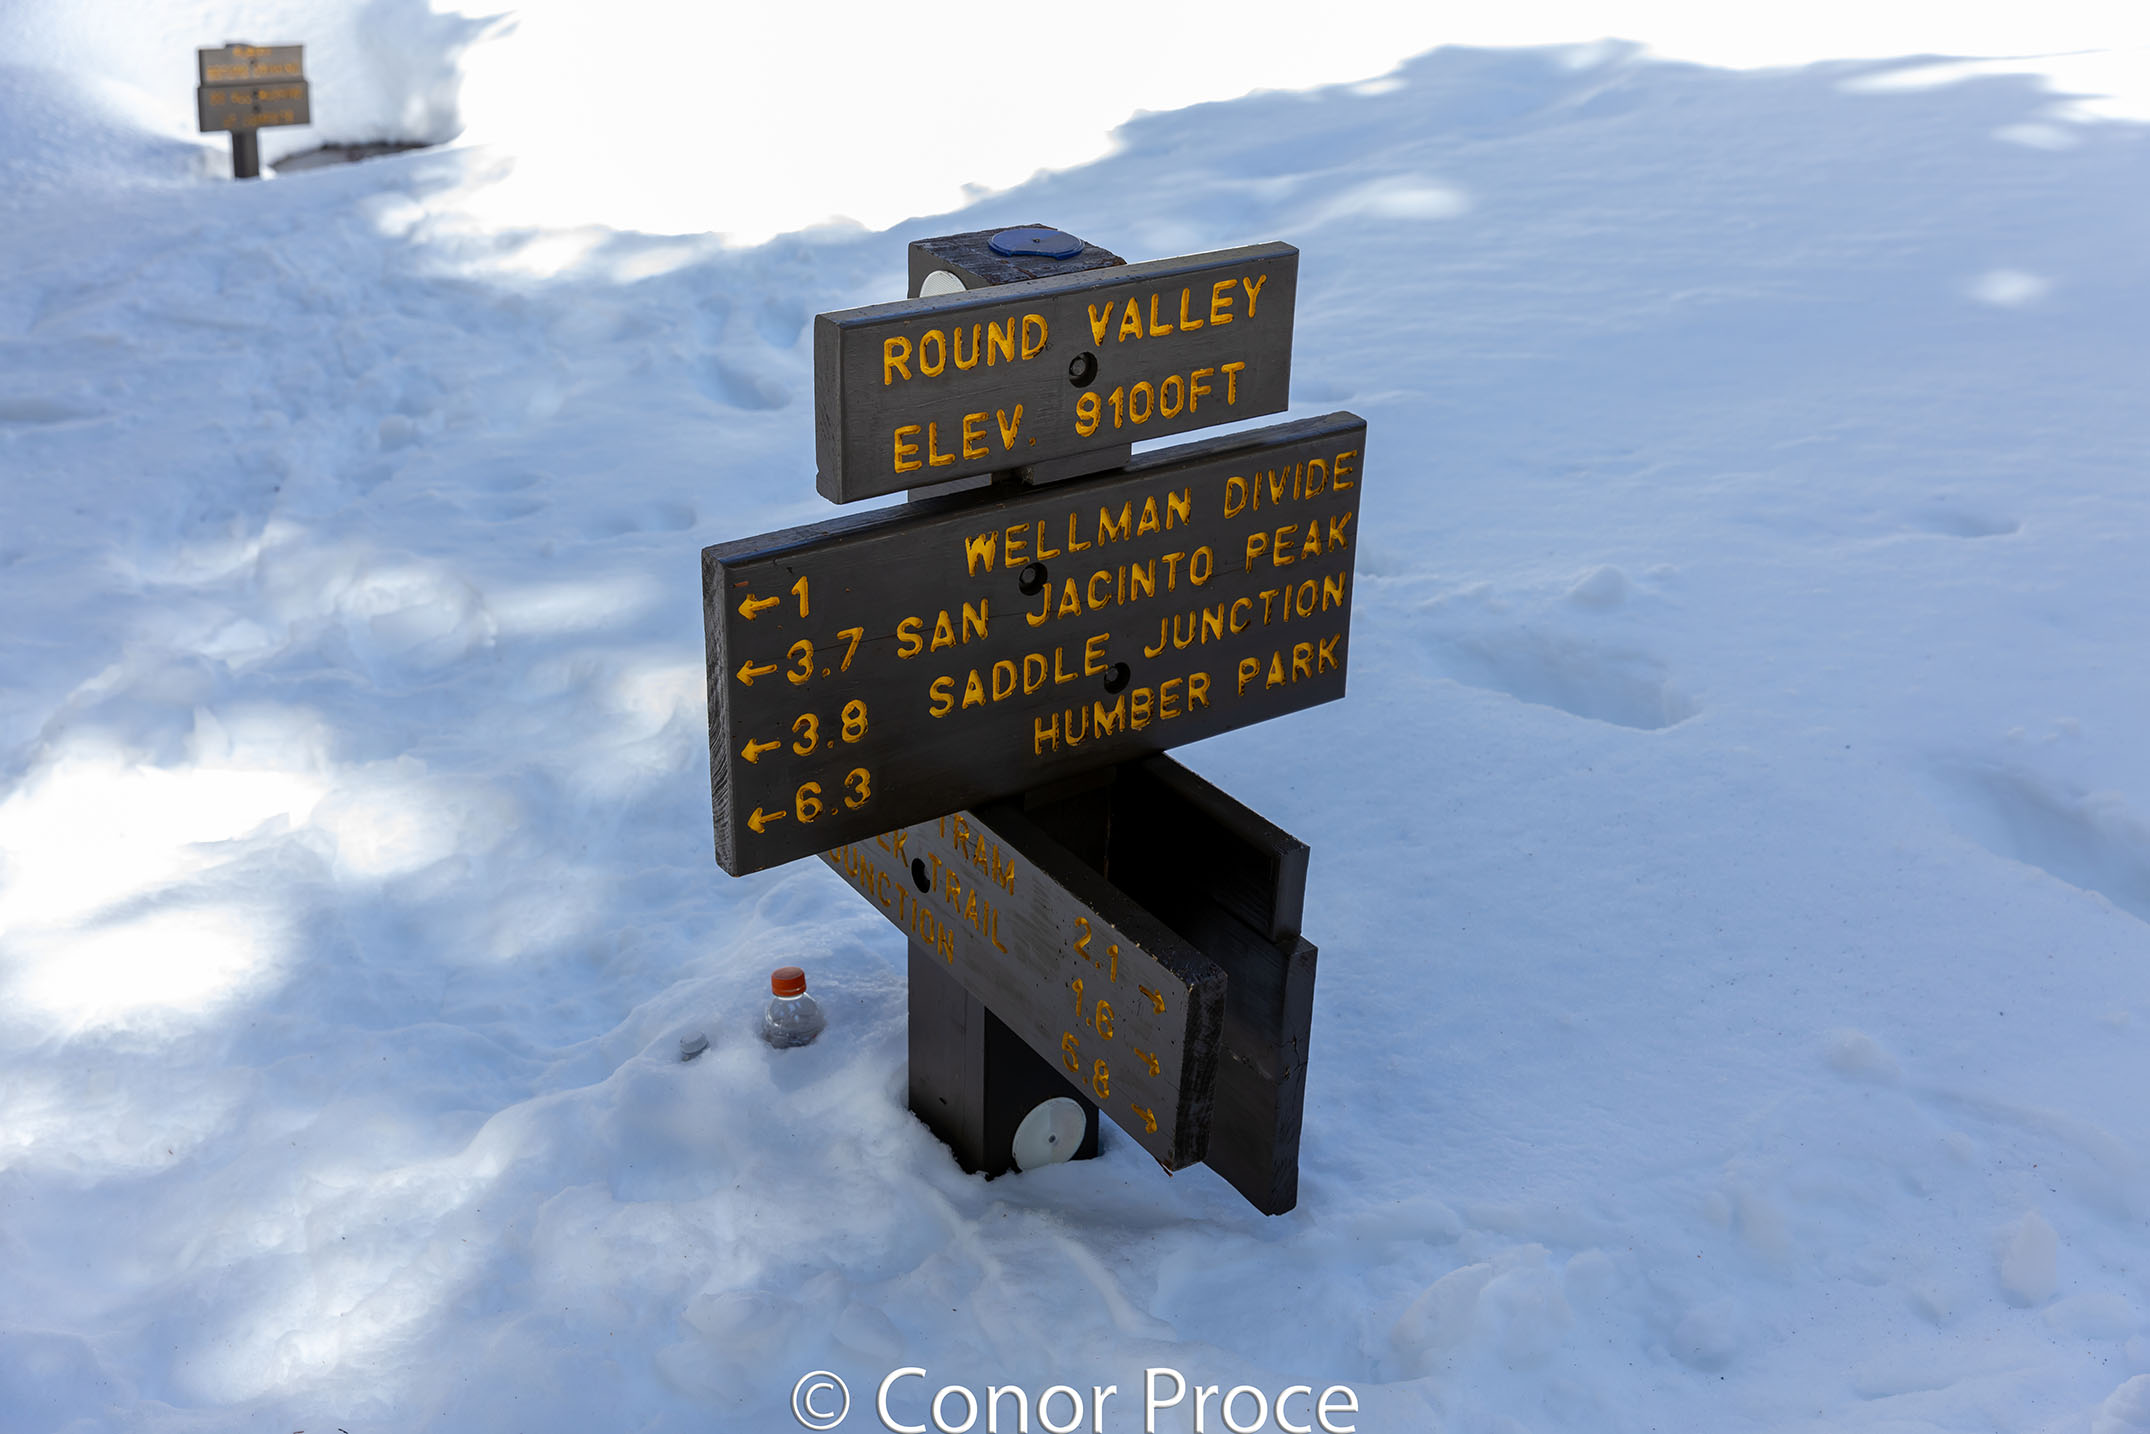 ROUND VALLEY
ELEV. 9100FT
←1 WELLMAN DIVIDE
←3.7 SAN JACINTO PEAK
←3.8 SADDLE JUNCTION
←6.3 HUMBER PARK
TRAM 2.1 →
TRAIL 1.6 →
JUNCTION 5.8 →
© Conor Proce